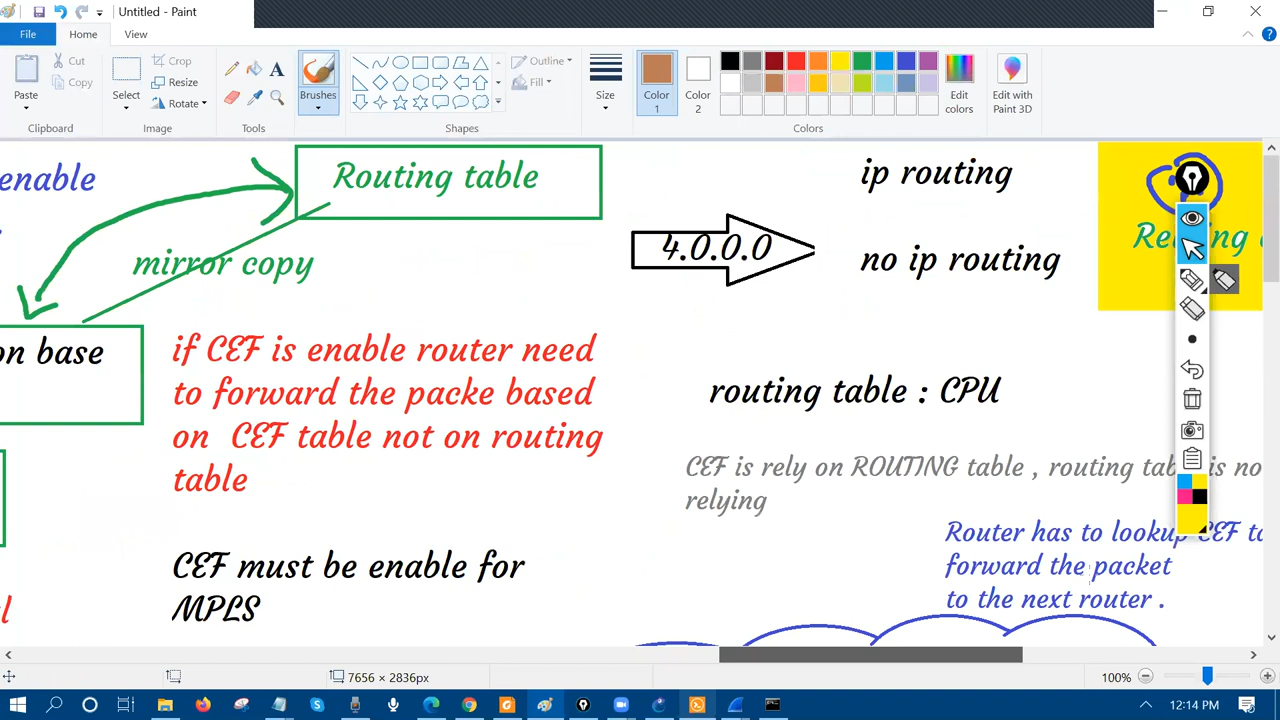 Untitled - Paint
File
Home
View
Paste
Cut
Copy
Clipboard
Select
Crop
Resize
Rotate
Image
A
Tools
Brushes
Outline
Fill
Shapes
Size
Color
1
Color
2
Edit
colors
Colors
Edit with
Paint 3D
enable
Routing table
mirror copy
4.0.0.0
ip routing
no ip routing
on base
if CEF is enable router need
to forward the packe based
on CEF table not on routing
table
routing table : CPU
CEF is rely on ROUTING table , routing is no
relying
CEF must be enable for
MPLS
Router has to lookup CEF
forward the packet
to the next router .
7656 × 2836px
100%
12:14 PM